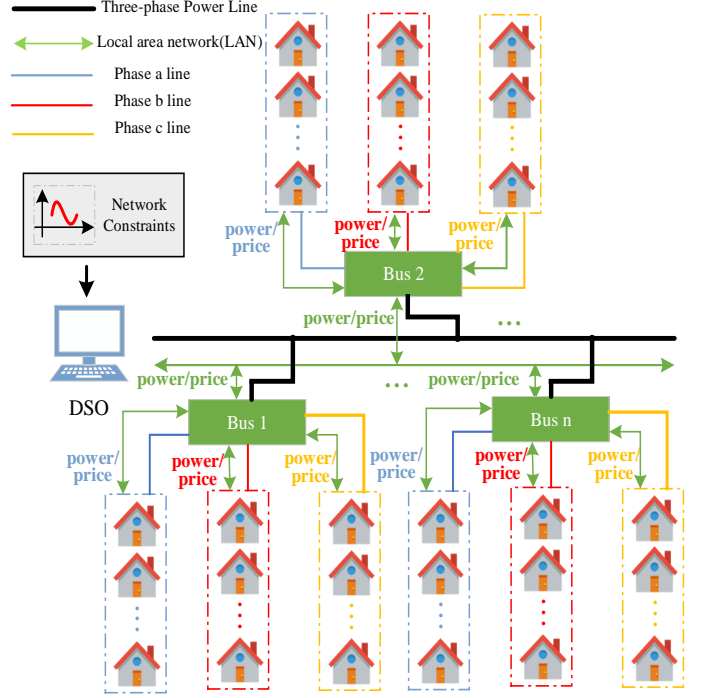 Three-phase Power Line
Local area network(LAN)
Phase a line
Phase b line
Phase c line
Network
Constraints
power/
price
power/
price
power/
price
Bus 2
power/price
...
DSO
power/price
...
power/price
Bus 1
Bus n
power/
price
power/
price
power/
price
power/
price
power/
price
power/
price